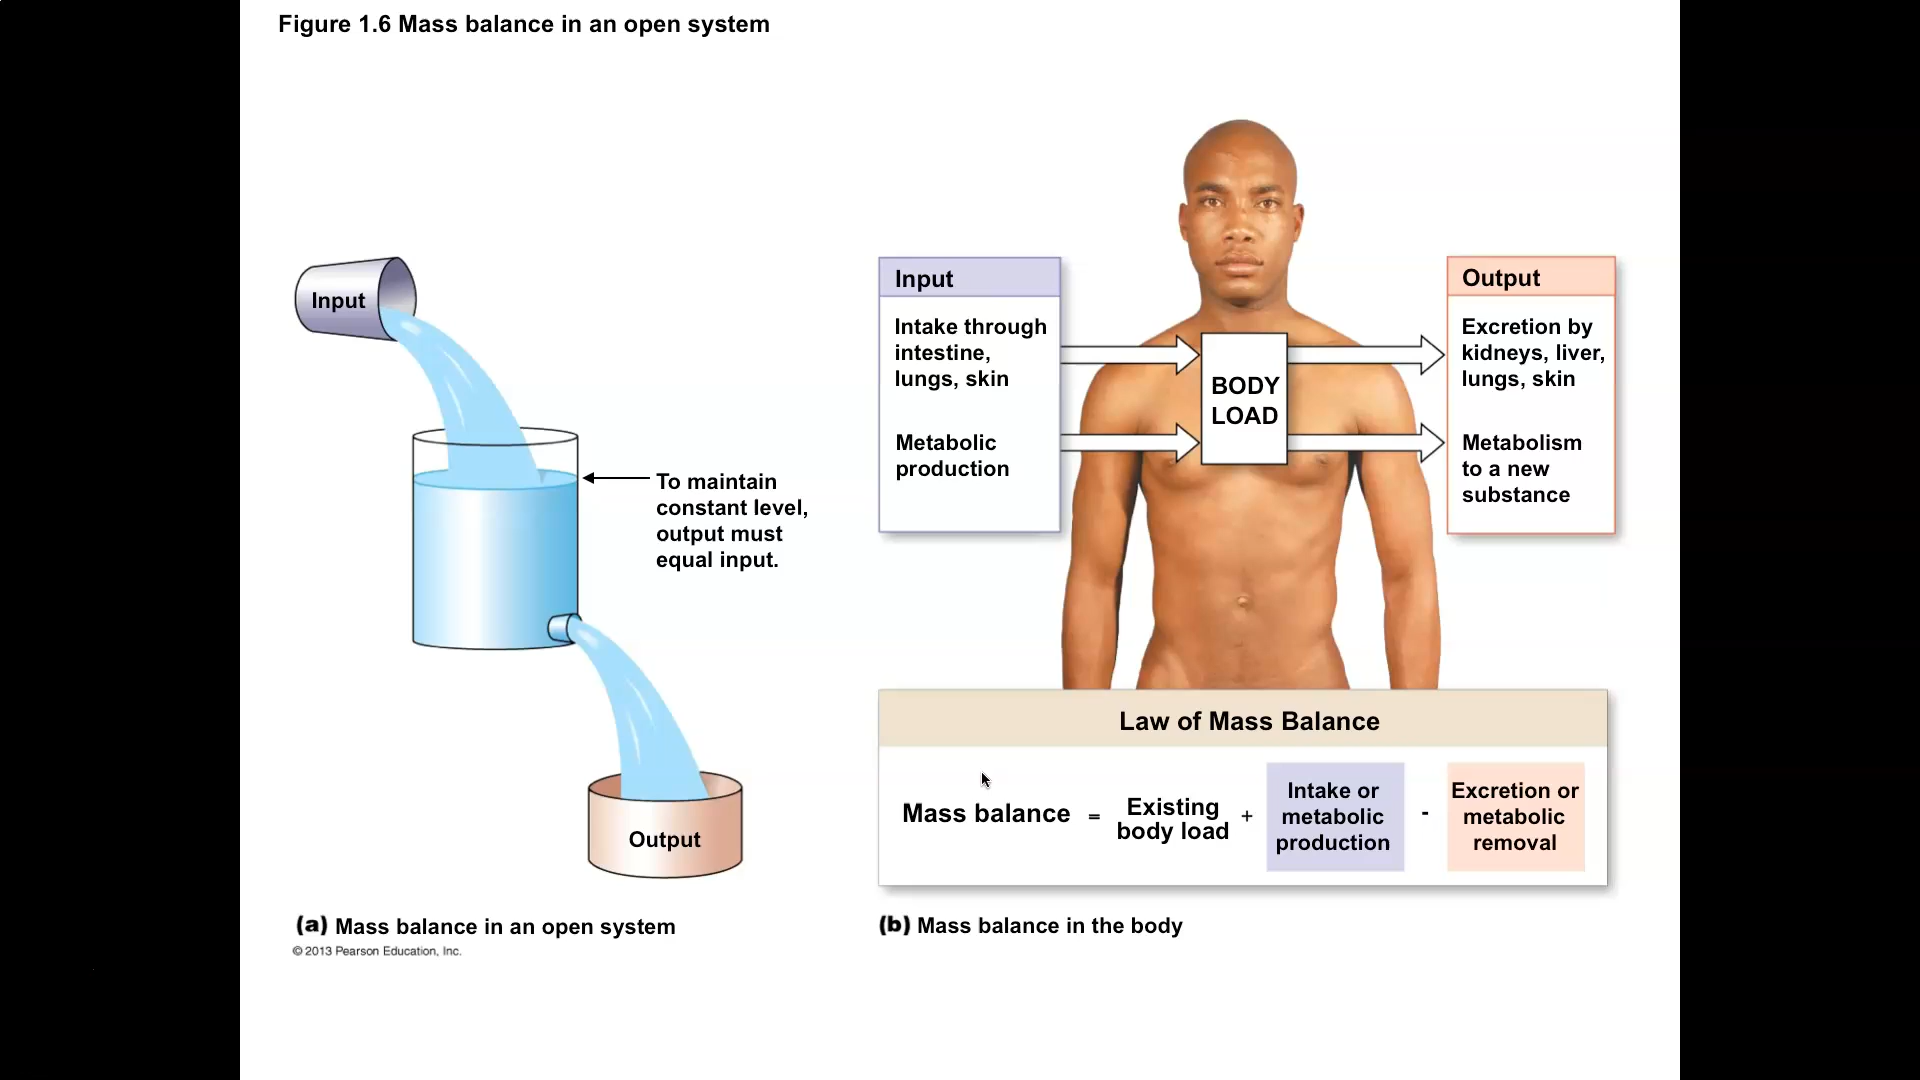 Figure 1.6 Mass balance in an open system
Input
To maintain
constant level,
output must
equal input.
Output
(a) Mass balance in an open system
© 2013 Pearson Education, Inc.
Input
Intake through
intestine,
lungs, skin
Metabolic
production
BODY
LOAD
Output
Excretion by
kidneys, liver,
lungs, skin
Metabolism
to a new
substance
Law of Mass Balance
Mass balance
=
Existing
body load
+
Intake or
metabolic
production
-
Excretion or
metabolic
removal
(b) Mass balance in the body